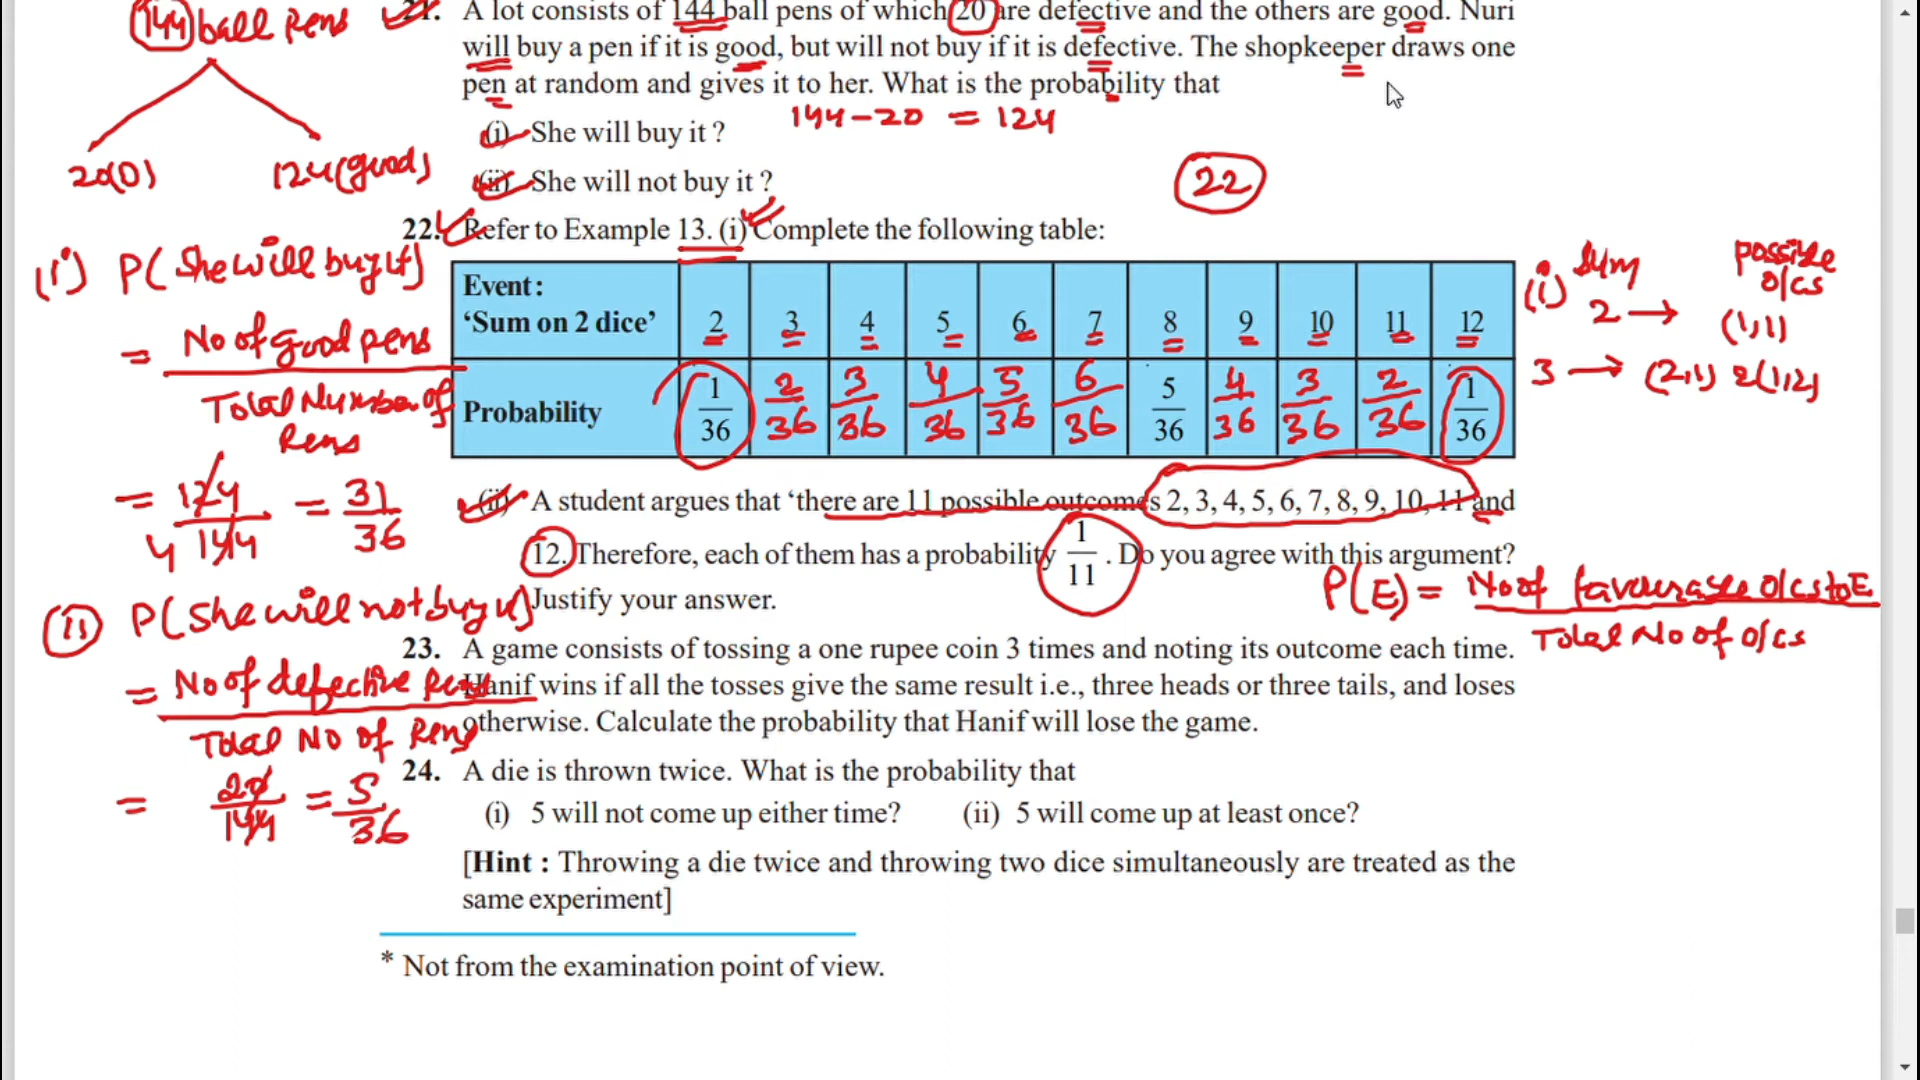 144 ball pens
20(D) 124(good)
21. A lot consists of 144 ball pens of which 20 are defective and the others are good. Nuri
will buy a pen if it is good, but will not buy if it is defective. The shopkeeper draws one
pen at random and gives it to her. What is the probability that
144-20 = 124
(i) She will buy it ?
(ii) She will not buy it ?
22
(i) P(She will buy it)
= No of good pens
Total Number of
Pens
= 124 = 31
4 144 36
(ii) P(She will not buy it)
= No of defective Pens
Total No of Pens
= 20 = 5
144 36
22. Refer to Example 13. (i) Complete the following table:
Event :
‘Sum on 2 dice’ 2 3 4 5 6 7 8 9 10 11 12
Probability 1/36 2/36 3/36 4/36 5/36 6/36 5/36 4/36 3/36 2/36 1/36
(i) Sum possible
o/cs
2 → (1,1)
3 → (2,1) & (1,2)
(ii) A student argues that ‘there are 11 possible outcomes 2, 3, 4, 5, 6, 7, 8, 9, 10, 11 and
12. Therefore, each of them has a probability 1/11 . Do you agree with this argument?
Justify your answer.
P(E) = No of favourable o/cs to E
Total No of o/cs
23. A game consists of tossing a one rupee coin 3 times and noting its outcome each time.
Hanif wins if all the tosses give the same result i.e., three heads or three tails, and loses
otherwise. Calculate the probability that Hanif will lose the game.
24. A die is thrown twice. What is the probability that
(i) 5 will not come up either time? (ii) 5 will come up at least once?
[Hint : Throwing a die twice and throwing two dice simultaneously are treated as the
same experiment]
* Not from the examination point of view.